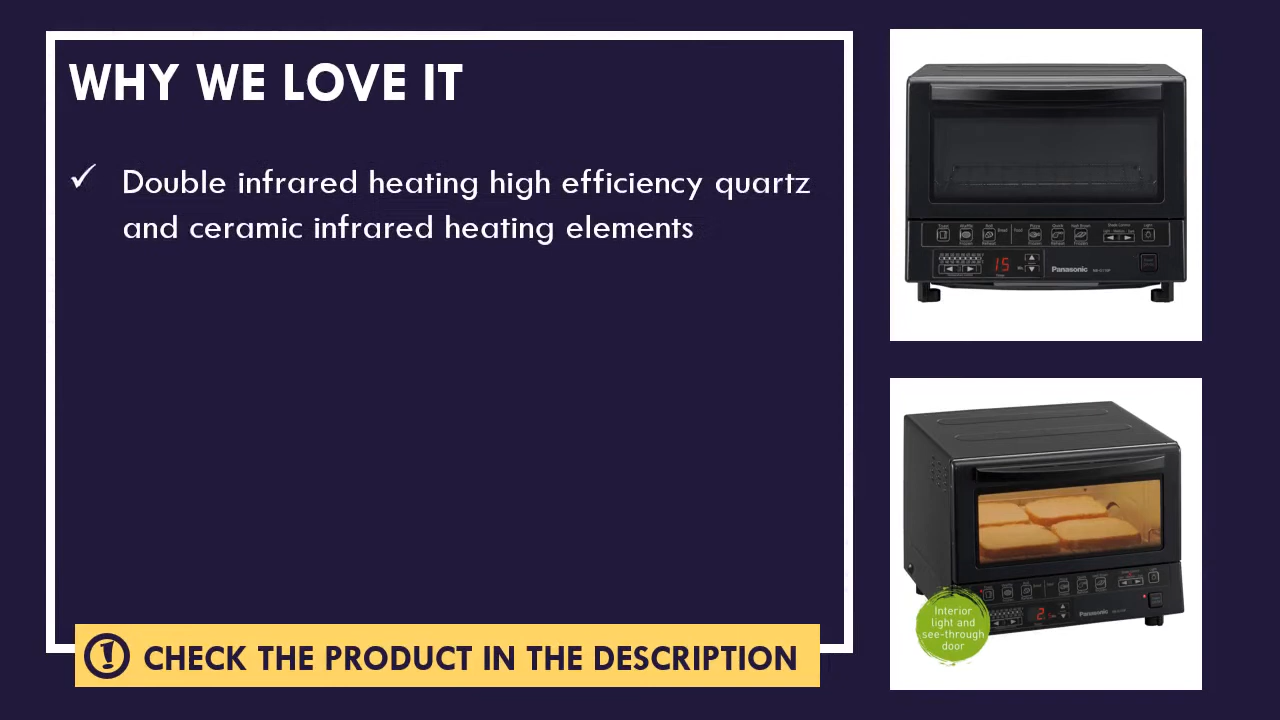 WHY WE LOVE IT
✓ Double infrared heating high efficiency quartz
and ceramic infrared heating elements
CHECK THE PRODUCT IN THE DESCRIPTION
15
Panasonic
2
Panasonic
Interior
light and
see-through
door